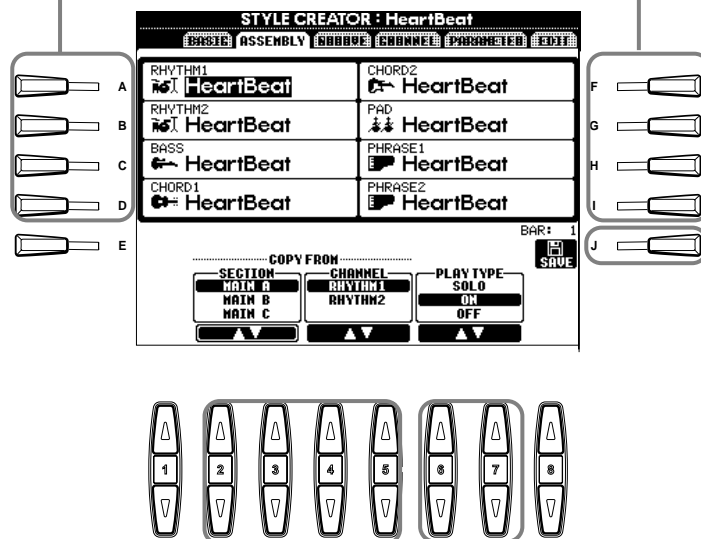 STYLE CREATOR : HeartBeat
BASIC ASSEMBLY GROOVE CHANNEL PARAMETER EDIT
RHYTHM1
HeartBeat
CHORD2
HeartBeat
RHYTHM2
HeartBeat
PAD
HeartBeat
BASS
HeartBeat
PHRASE1
HeartBeat
CHORD1
HeartBeat
PHRASE2
HeartBeat
A
B
C
D
E
F
G
H
I
J
BAR: 1
SAVE
COPY FROM
SECTION
MAIN A
MAIN B
MAIN C
CHANNEL
RHYTHM1
RHYTHM2
PLAY TYPE
SOLO
ON
OFF
1 2 3 4 5 6 7 8